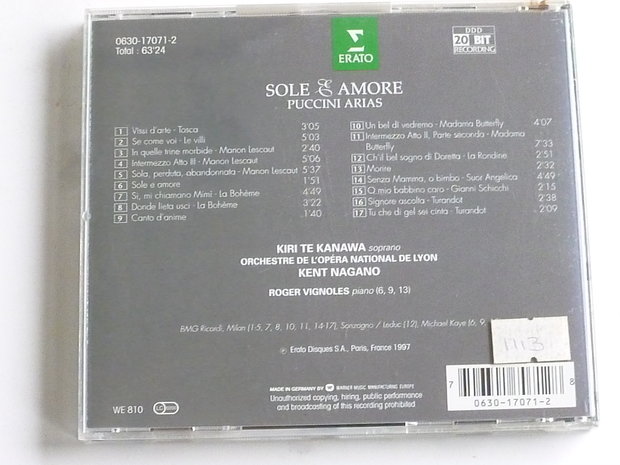 0630-17071-2
Total : 63'24
ERATO
DDD
20 BIT
RECORDING
SOLE & AMORE
PUCCINI ARIAS
1 Vissi d'arte - Tosca 3'05
2 Se come voi - Le villi 5'03
3 In quelle trine morbide - Manon Lescaut 2'40
4 Intermezzo Atto III - Manon Lescaut 5'06
5 Sola, perduta, abbandonata - Manon Lescaut 5'37
6 Sole e amore 1'51
7 Si, mi chiamano Mimì - La Bohème 4'49
8 Donde lieta uscì - La Bohème 3'22
9 Canto d'anime 1'40
10 Un bel dì vedremo - Madama Butterfly 4'07
11 Intermezzo Atto II, Parte seconda - Madama
Butterfly 7'33
12 Ch'il bel sogno di Doretta - La Rondine 2'51
13 Morire 2'32
14 Senza Mamma, o bimbo - Suor Angelica 4'49
15 O mio babbino caro - Gianni Schicchi 2'15
16 Signore ascolta - Turandot 2'38
17 Tu che di gel sei cinta - Turandot 2'09
KIRI TE KANAWA soprano
ORCHESTRE DE L'OPÉRA NATIONAL DE LYON
KENT NAGANO
ROGER VIGNOLES piano (6, 9, 13)
BMG Ricordi, Milan (1-5, 7, 8, 10, 11, 14-17), Sonzogno / Leduc (12), Michael Kaye (6, 9,
℗ Erato Disques S.A., Paris, France 1997
MADE IN GERMANY BY WARNER MUSIC MANUFACTURING EUROPE
Unauthorized copying, hiring, public performance
and broadcasting of this recording prohibited
WE 810
LC
7
0630-17071-2